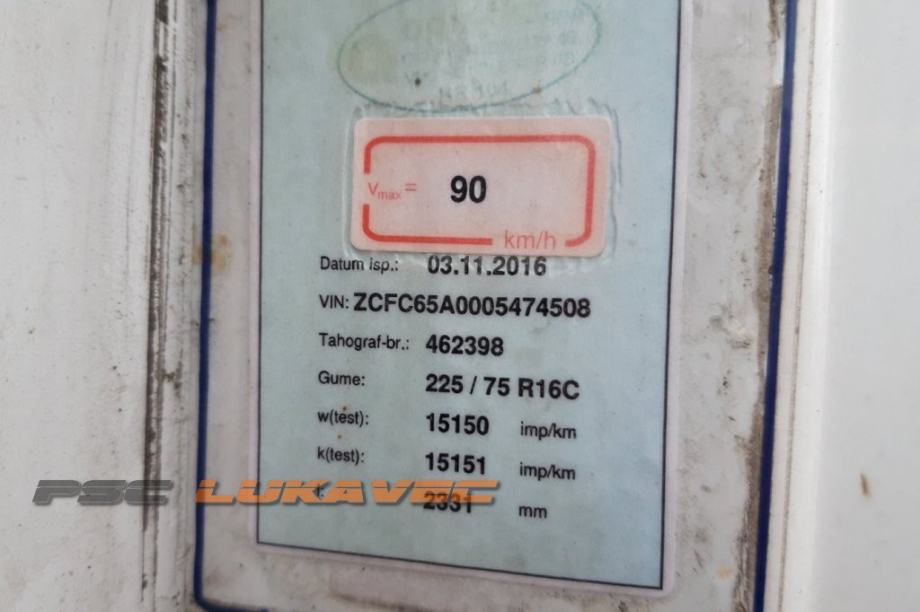 Vmax = 90
km/h
Datum isp.: 03.11.2016
VIN: ZCFC65A0005474508
Tahograf-br.: 462398
Gume: 225 / 75 R16C
w(test): 15150 imp/km
k(test): 15151 imp/km
2331 mm
PSC LUKAVEC